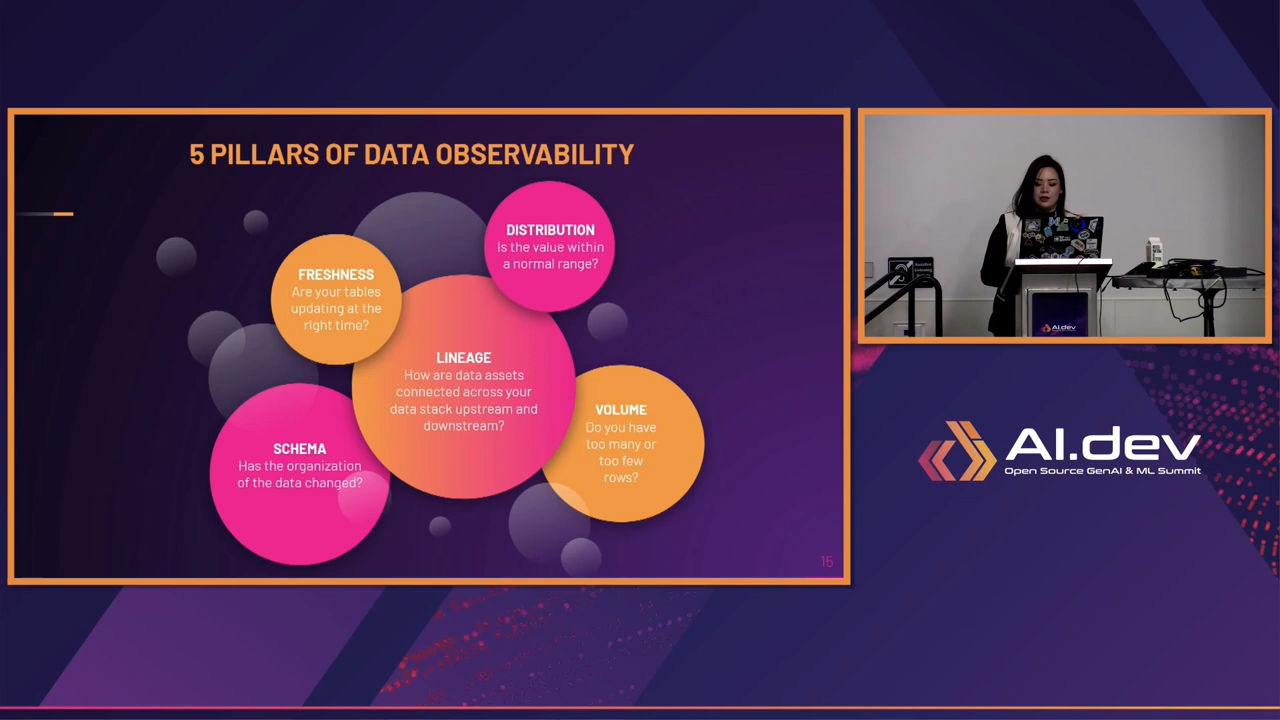 5 PILLARS OF DATA OBSERVABILITY
DISTRIBUTION
Is the value within
a normal range?
FRESHNESS
Are your tables
updating at the
right time?
LINEAGE
How are data assets
connected across your
data stack upstream and
downstream?
VOLUME
Do you have
too many or
too few
rows?
SCHEMA
Has the organization
of the data changed?
15
AI.dev
AI.dev
Open Source GenAI & ML Summit